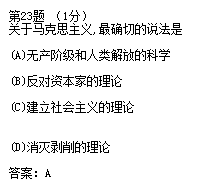 第23题 （1分）
关于马克思主义,最确切的说法是
(A)无产阶级和人类解放的科学
(B)反对资本家的理论
(C)建立社会主义的理论
(D)消灭剥削的理论
答案：A